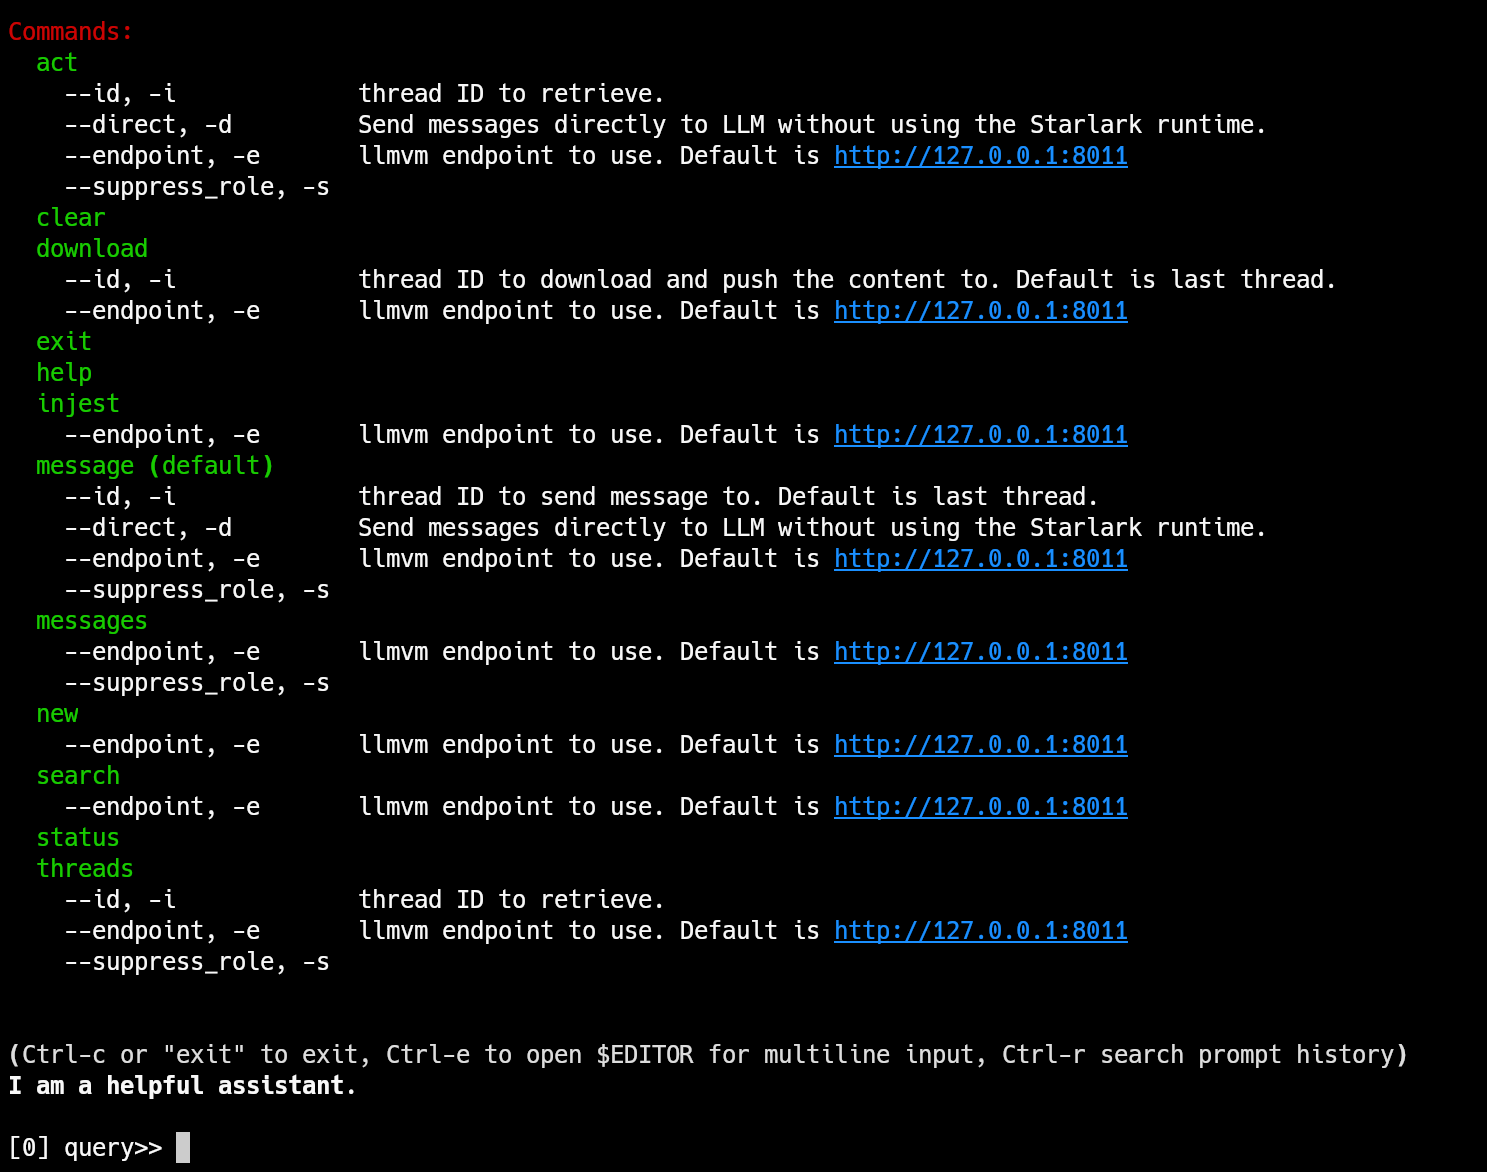 Commands:
  act
    --id, -i             thread ID to retrieve.
    --direct, -d         Send messages directly to LLM without using the Starlark runtime.
    --endpoint, -e       llmvm endpoint to use. Default is http://127.0.0.1:8011
    --suppress_role, -s
  clear
  download
    --id, -i             thread ID to download and push the content to. Default is last thread.
    --endpoint, -e       llmvm endpoint to use. Default is http://127.0.0.1:8011
  exit
  help
  injest
    --endpoint, -e       llmvm endpoint to use. Default is http://127.0.0.1:8011
  message (default)
    --id, -i             thread ID to send message to. Default is last thread.
    --direct, -d         Send messages directly to LLM without using the Starlark runtime.
    --endpoint, -e       llmvm endpoint to use. Default is http://127.0.0.1:8011
    --suppress_role, -s
  messages
    --endpoint, -e       llmvm endpoint to use. Default is http://127.0.0.1:8011
    --suppress_role, -s
  new
    --endpoint, -e       llmvm endpoint to use. Default is http://127.0.0.1:8011
  search
    --endpoint, -e       llmvm endpoint to use. Default is http://127.0.0.1:8011
  status
  threads
    --id, -i             thread ID to retrieve.
    --endpoint, -e       llmvm endpoint to use. Default is http://127.0.0.1:8011
    --suppress_role, -s
(Ctrl-c or "exit" to exit, Ctrl-e to open $EDITOR for multiline input, Ctrl-r search prompt history)
I am a helpful assistant.
[0] query>>